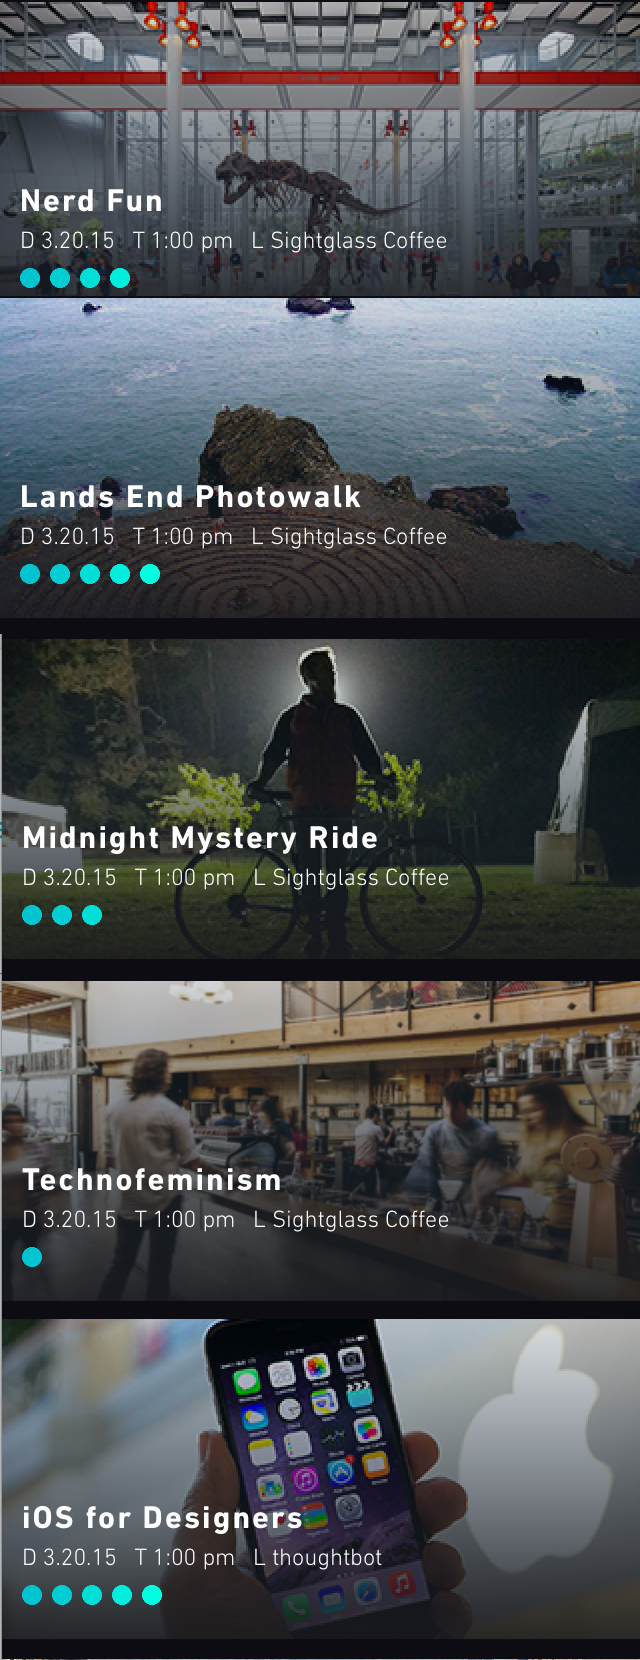 Nerd Fun
D 3.20.15 T 1:00 pm L Sightglass Coffee
Lands End Photowalk
D 3.20.15 T 1:00 pm L Sightglass Coffee
Midnight Mystery Ride
D 3.20.15 T 1:00 pm L Sightglass Coffee
Technofeminism
D 3.20.15 T 1:00 pm L Sightglass Coffee
iOS for Designers
D 3.20.15 T 1:00 pm L thoughtbot